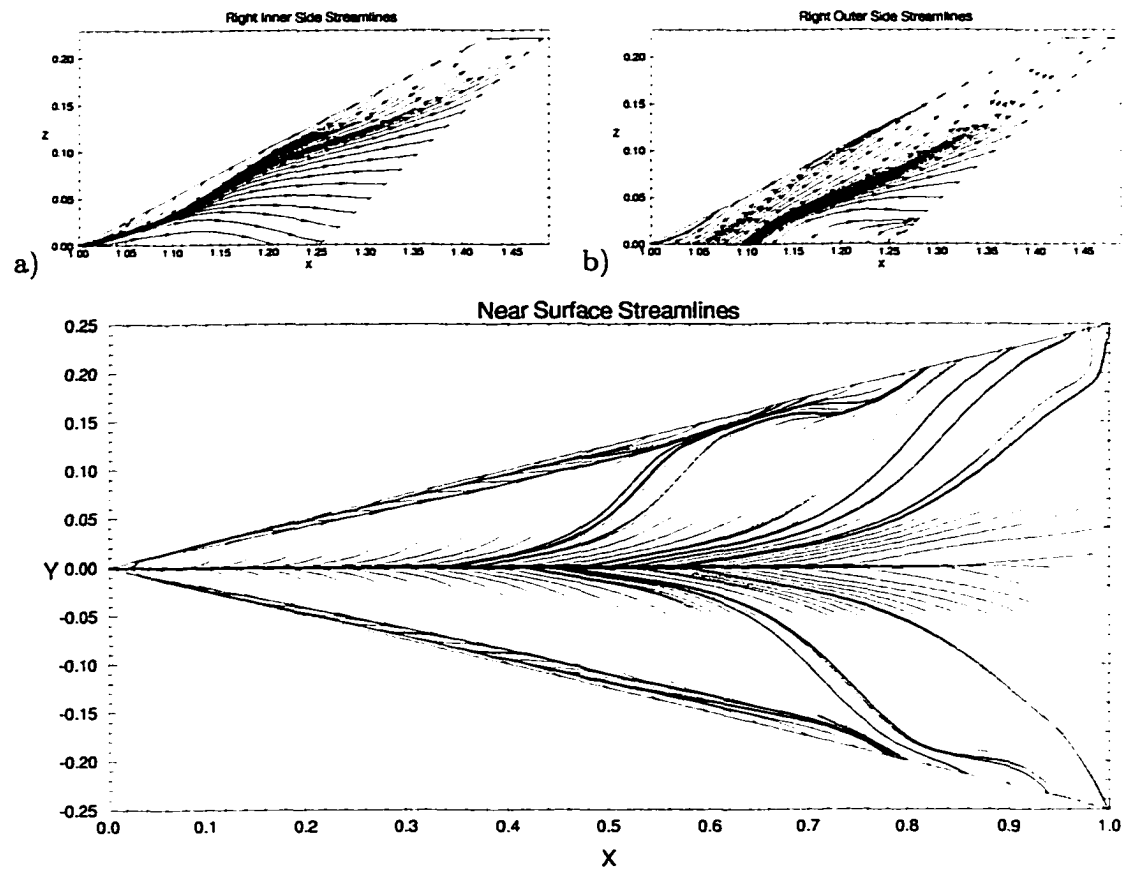 Right Inner Side Streamlines
0.20
0.15
z
0.10
0.05
0.00
1.00 1.05 1.10 1.15 1.20 1.25 1.30 1.35 1.40 1.45
x
a)
Right Outer Side Streamlines
0.20
0.15
z
0.10
0.05
0.00
1.00 1.05 1.10 1.15 1.20 1.25 1.30 1.35 1.40 1.45
x
b)
Near Surface Streamlines
0.25
0.20
0.15
0.10
0.05
Y 0.00
-0.05
-0.10
-0.15
-0.20
-0.25
0.0 0.1 0.2 0.3 0.4 0.5 0.6 0.7 0.8 0.9 1.0
X